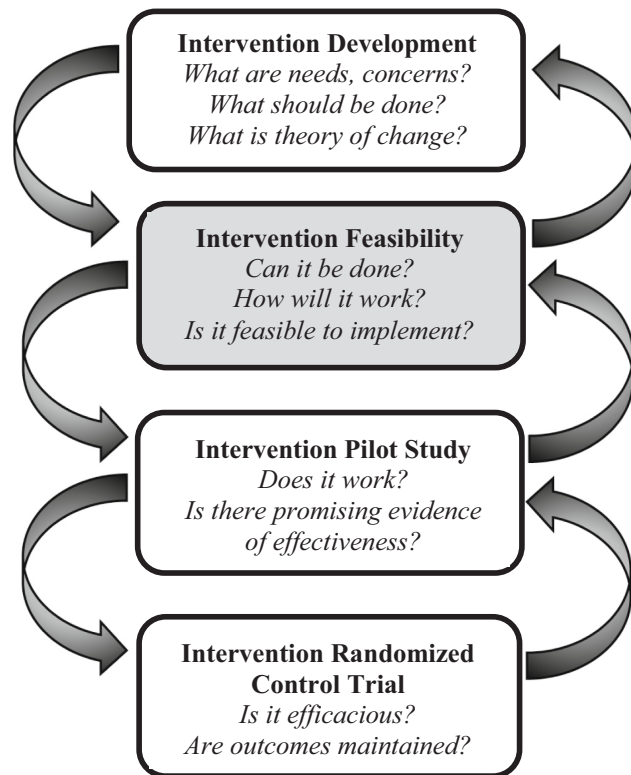 Intervention Development
What are needs, concerns?
What should be done?
What is theory of change?
Intervention Feasibility
Can it be done?
How will it work?
Is it feasible to implement?
Intervention Pilot Study
Does it work?
Is there promising evidence
of effectiveness?
Intervention Randomized
Control Trial
Is it efficacious?
Are outcomes maintained?